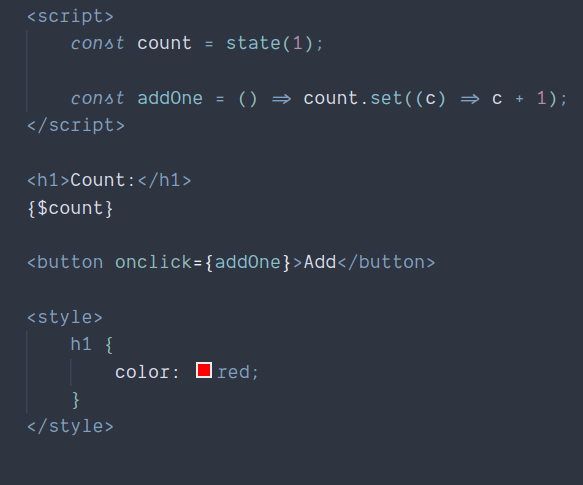 <script>
const count = state(1);
const addOne = () => count.set((c) => c + 1);
</script>
<h1>Count:</h1>
{$count}
<button onclick={addOne}>Add</button>
<style>
h1 {
color: red;
}
</style>